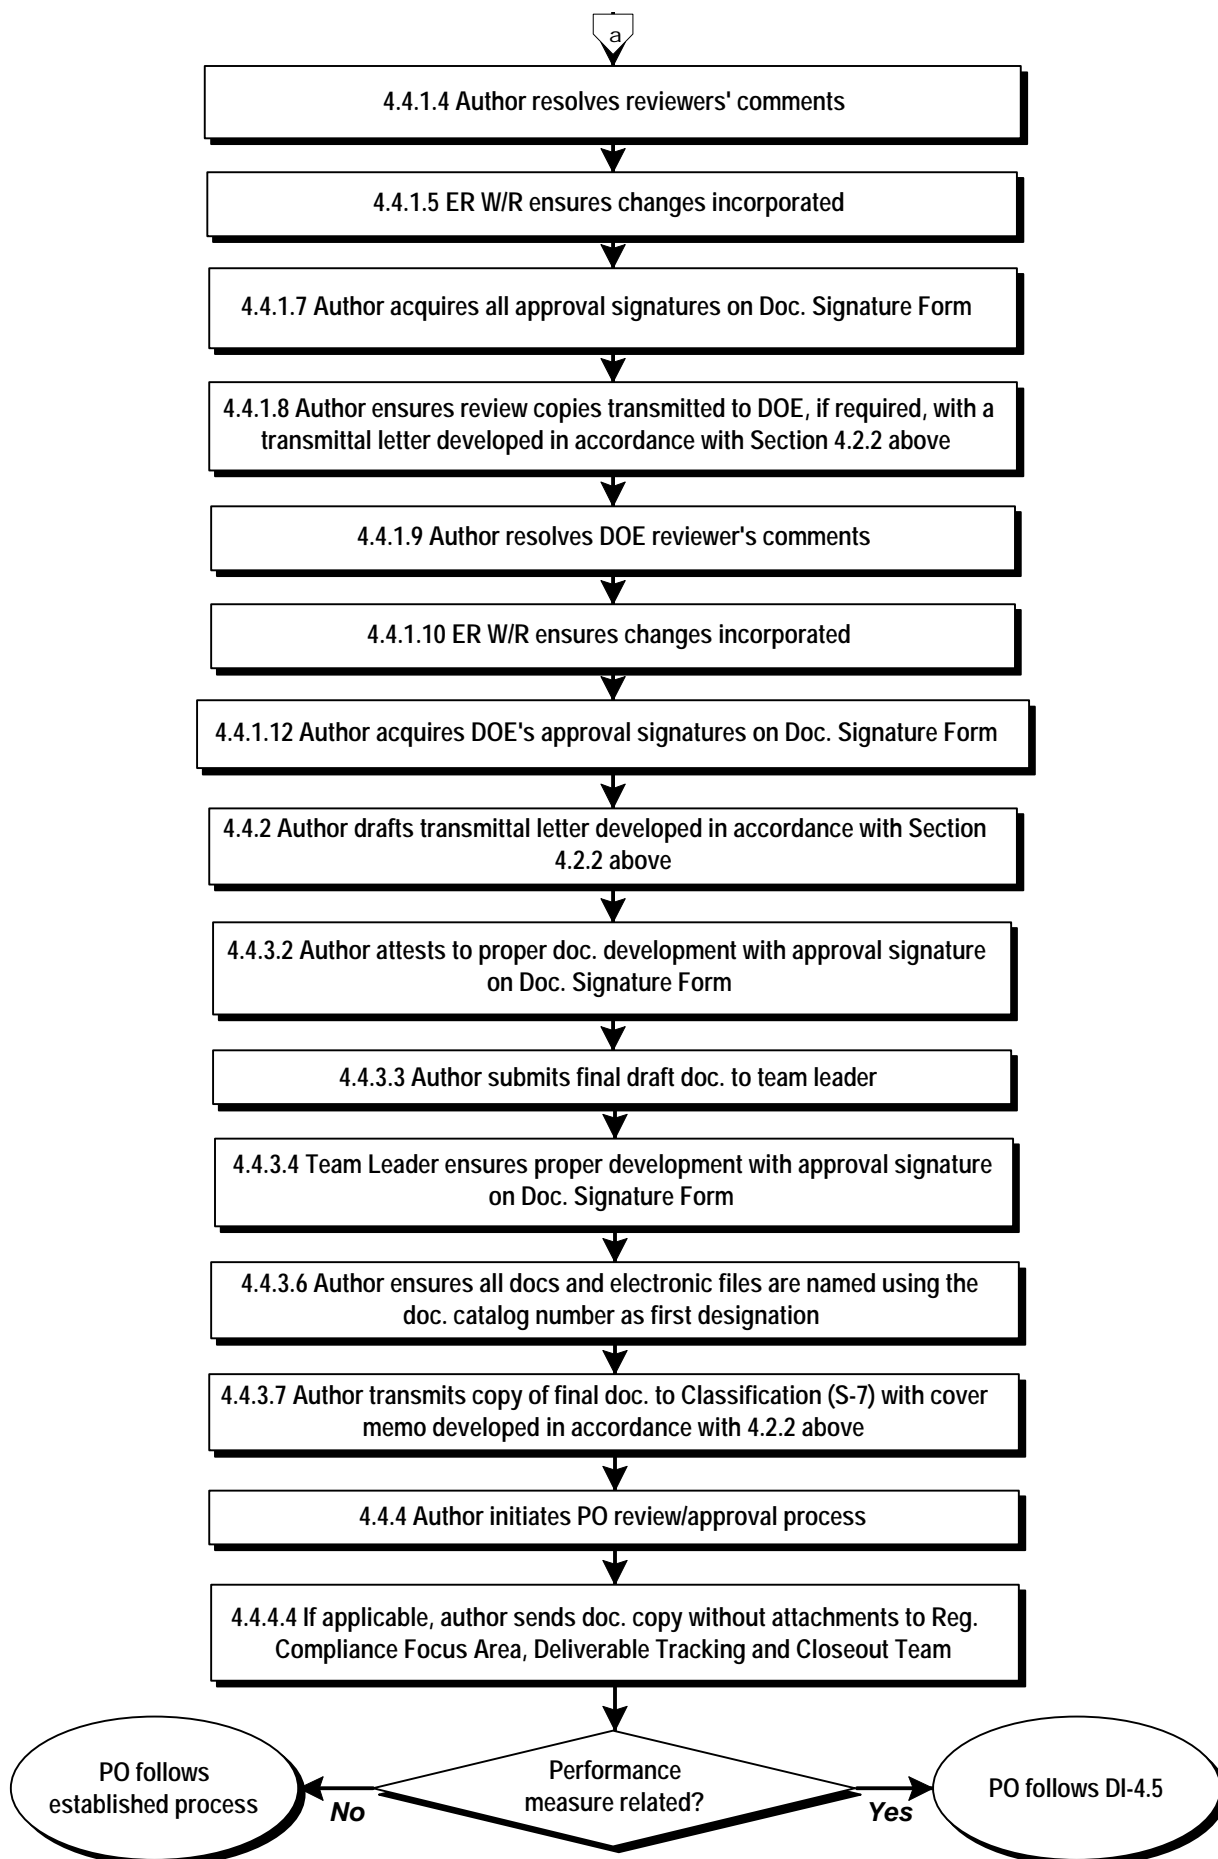 a
4.4.1.4 Author resolves reviewers' comments
4.4.1.5 ER W/R ensures changes incorporated
4.4.1.7 Author acquires all approval signatures on Doc. Signature Form
4.4.1.8 Author ensures review copies transmitted to DOE, if required, with a
transmittal letter developed in accordance with Section 4.2.2 above
4.4.1.9 Author resolves DOE reviewer's comments
4.4.1.10 ER W/R ensures changes incorporated
4.4.1.12 Author acquires DOE's approval signatures on Doc. Signature Form
4.4.2 Author drafts transmittal letter developed in accordance with Section
4.2.2 above
4.4.3.2 Author attests to proper doc. development with approval signature
on Doc. Signature Form
4.4.3.3 Author submits final draft doc. to team leader
4.4.3.4 Team Leader ensures proper development with approval signature
on Doc. Signature Form
4.4.3.6 Author ensures all docs and electronic files are named using the
doc. catalog number as first designation
4.4.3.7 Author transmits copy of final doc. to Classification (S-7) with cover
memo developed in accordance with 4.2.2 above
4.4.4 Author initiates PO review/approval process
4.4.4.4 If applicable, author sends doc. copy without attachments to Reg.
Compliance Focus Area, Deliverable Tracking and Closeout Team
PO follows
established process
No
Performance
measure related?
Yes
PO follows DI-4.5